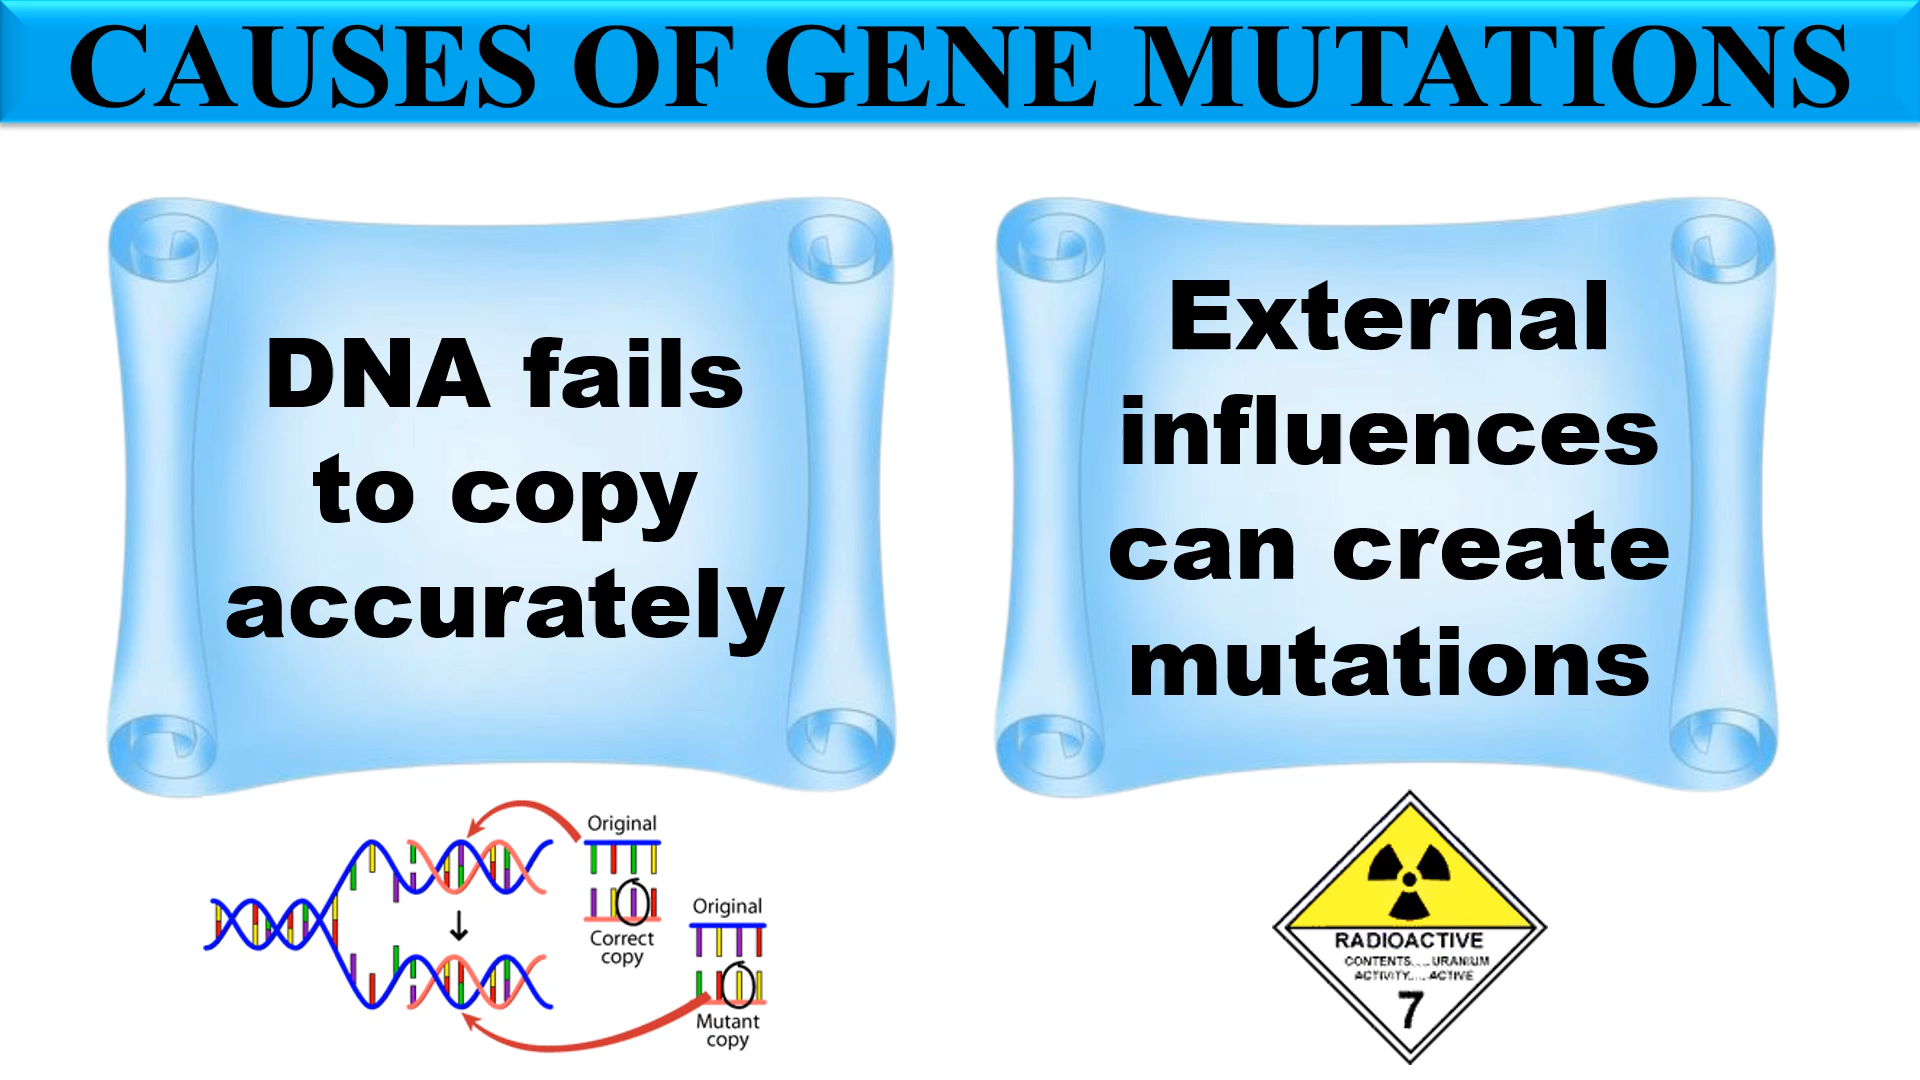 CAUSES OF GENE MUTATIONS
DNA fails
to copy
accurately
External
influences
can create
mutations
Original
Correct
copy
Original
Mutant
copy
RADIOACTIVE
CONTENTS....URANIUM
ACTIVITY.....ACTIVE
7